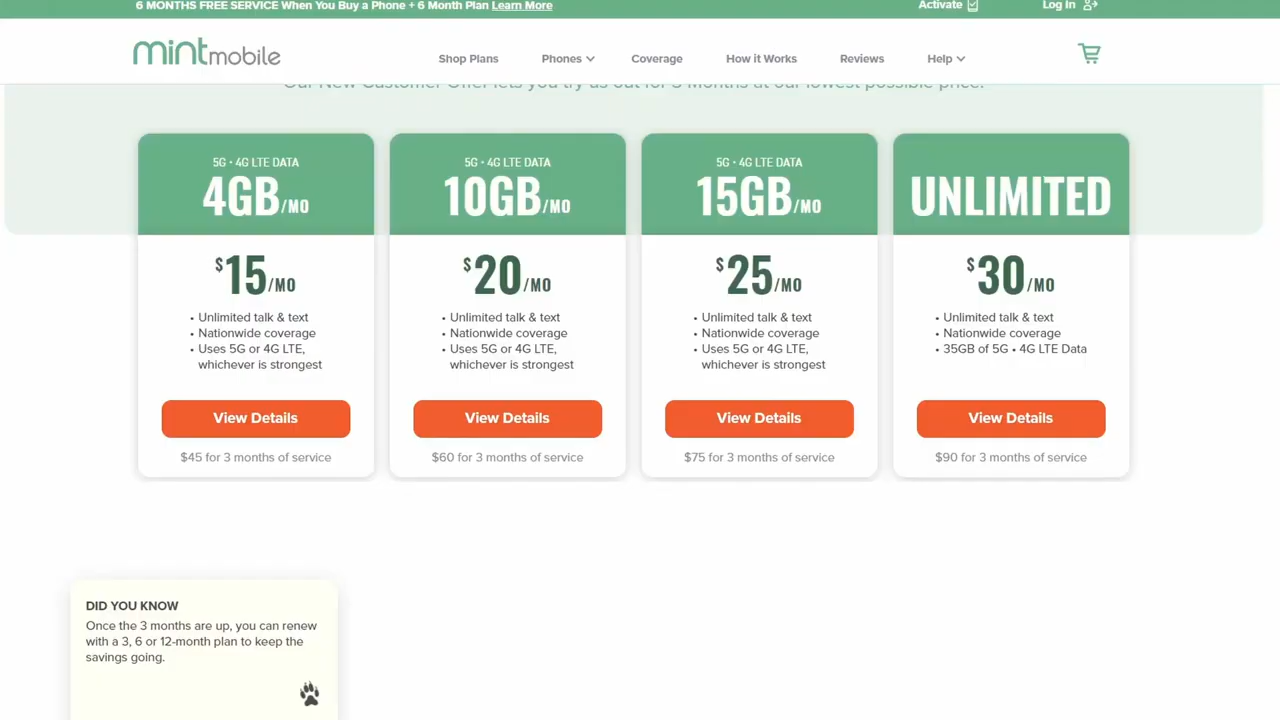 6 MONTHS FREE SERVICE When You Buy a Phone + 6 Month Plan Learn More
Activate
Log In
mint mobile
Shop Plans
Phones
Coverage
How it Works
Reviews
Help
Our New Customer Offer lets you try us out for 3 Months at our lowest possible price.
5G • 4G LTE DATA
4GB/MO
$15/MO
• Unlimited talk & text
• Nationwide coverage
• Uses 5G or 4G LTE,
whichever is strongest
View Details
$45 for 3 months of service
5G • 4G LTE DATA
10GB/MO
$20/MO
• Unlimited talk & text
• Nationwide coverage
• Uses 5G or 4G LTE,
whichever is strongest
View Details
$60 for 3 months of service
5G • 4G LTE DATA
15GB/MO
$25/MO
• Unlimited talk & text
• Nationwide coverage
• Uses 5G or 4G LTE,
whichever is strongest
View Details
$75 for 3 months of service
UNLIMITED
$30/MO
• Unlimited talk & text
• Nationwide coverage
• 35GB of 5G • 4G LTE Data
View Details
$90 for 3 months of service
DID YOU KNOW
Once the 3 months are up, you can renew
with a 3, 6 or 12-month plan to keep the
savings going.